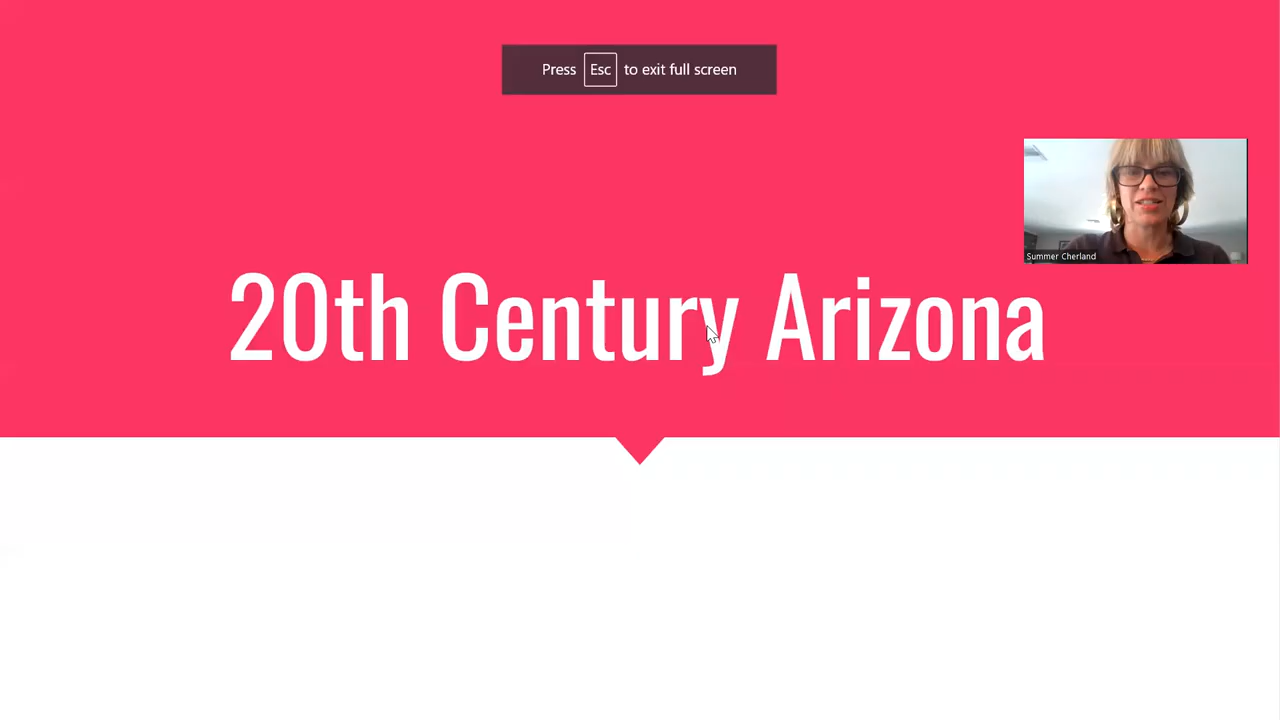 Press Esc to exit full screen
Summer Cherland
20th Century Arizona